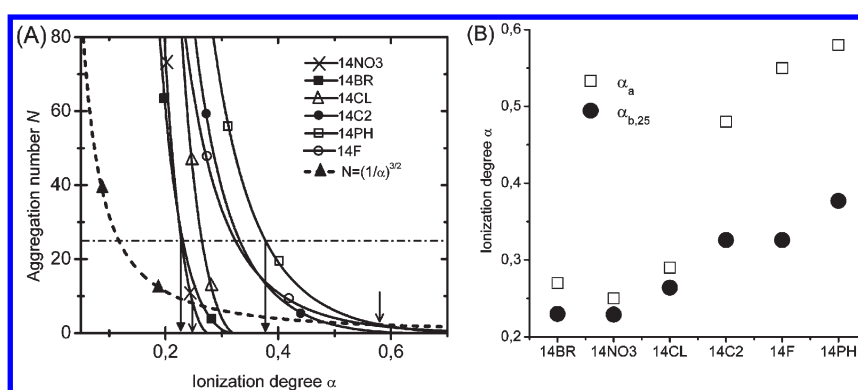 (A)
80
60
40
20
0
Aggregation number N
0,2
0,4
0,6
Ionization degree α
14NO3
14BR
14CL
14C2
14PH
14F
N=(1/α)^3/2
(B)
0,6
0,5
0,4
0,3
0,2
Ionization degree α
α_a
α_b,25
14BR
14NO3
14CL
14C2
14F
14PH